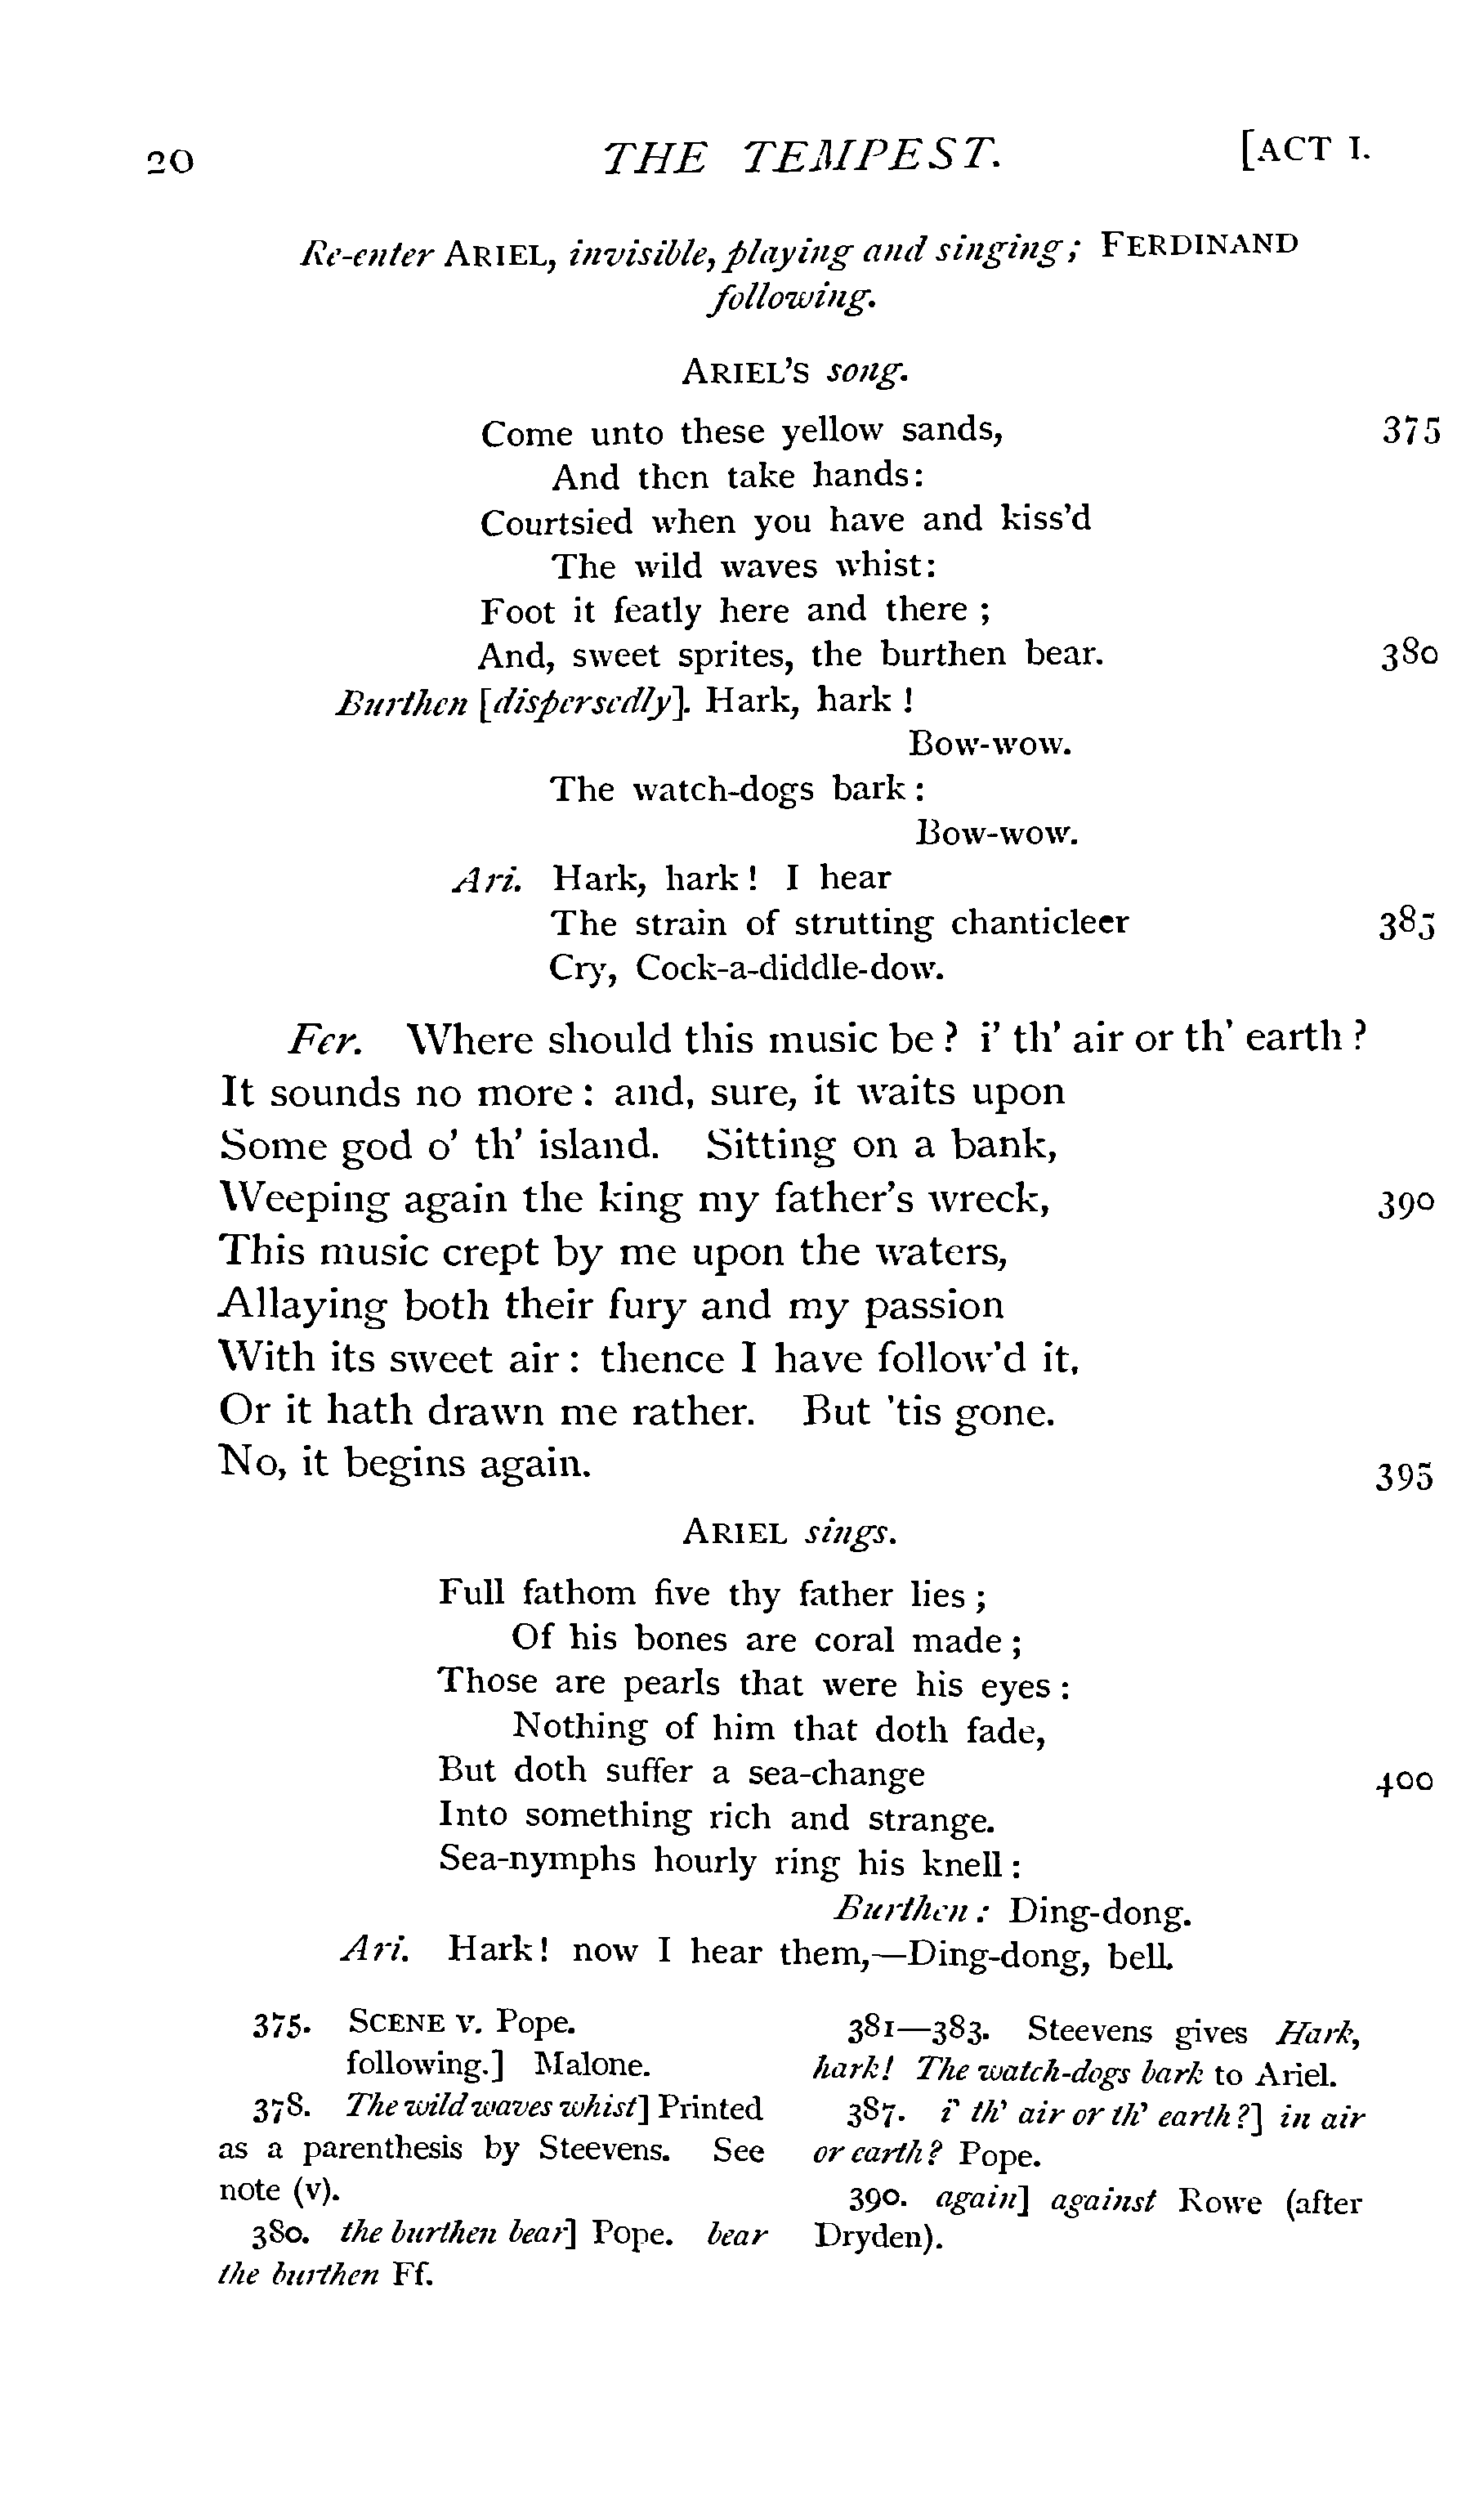 20 THE TEMPEST. [ACT I.
Re-enter ARIEL, invisible, playing and singing; FERDINAND
following.
ARIEL'S song.
Come unto these yellow sands, 375
And then take hands:
Courtsied when you have and kiss'd
The wild waves whist:
Foot it featly here and there;
And, sweet sprites, the burthen bear. 380
Burthen [dispersedly]. Hark, hark!
Bow-wow.
The watch-dogs bark:
Bow-wow.
Ari. Hark, hark! I hear
The strain of strutting chanticleer 385
Cry, Cock-a-diddle-dow.
Fer. Where should this music be? i' th' air or th' earth?
It sounds no more: and, sure, it waits upon
Some god o' th' island. Sitting on a bank,
Weeping again the king my father's wreck, 390
This music crept by me upon the waters,
Allaying both their fury and my passion
With its sweet air: thence I have follow'd it,
Or it hath drawn me rather. But 'tis gone.
No, it begins again. 395
ARIEL sings.
Full fathom five thy father lies;
Of his bones are coral made;
Those are pearls that were his eyes:
Nothing of him that doth fade,
But doth suffer a sea-change 400
Into something rich and strange.
Sea-nymphs hourly ring his knell:
Burthen: Ding-dong.
Ari. Hark! now I hear them,—Ding-dong, bell.
375. SCENE V. Pope.
following.] Malone.
378. The wild waves whist] Printed
as a parenthesis by Steevens. See
note (v).
380. the burthen bear] Pope. bear
the burthen Ff.
381—383. Steevens gives Hark,
hark! The watch-dogs bark to Ariel.
387. i' th' air or th' earth?] in air
or earth? Pope.
390. again] against Rowe (after
Dryden).